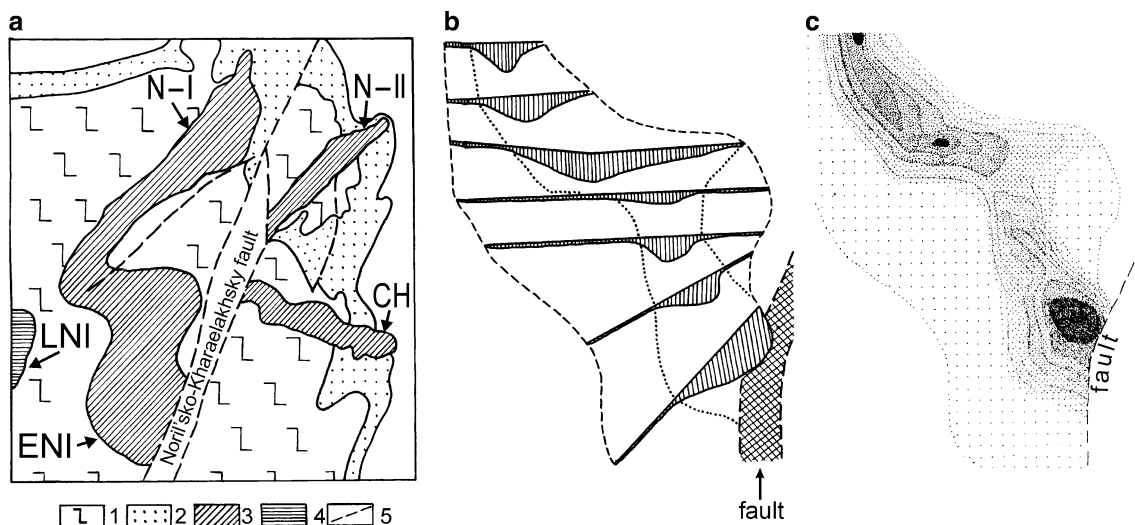 a
b
c
N–I
N–II
Noril'sko-Kharaelakhsky fault
CH
LNI
ENI
fault
fault
1 2 3 4 5